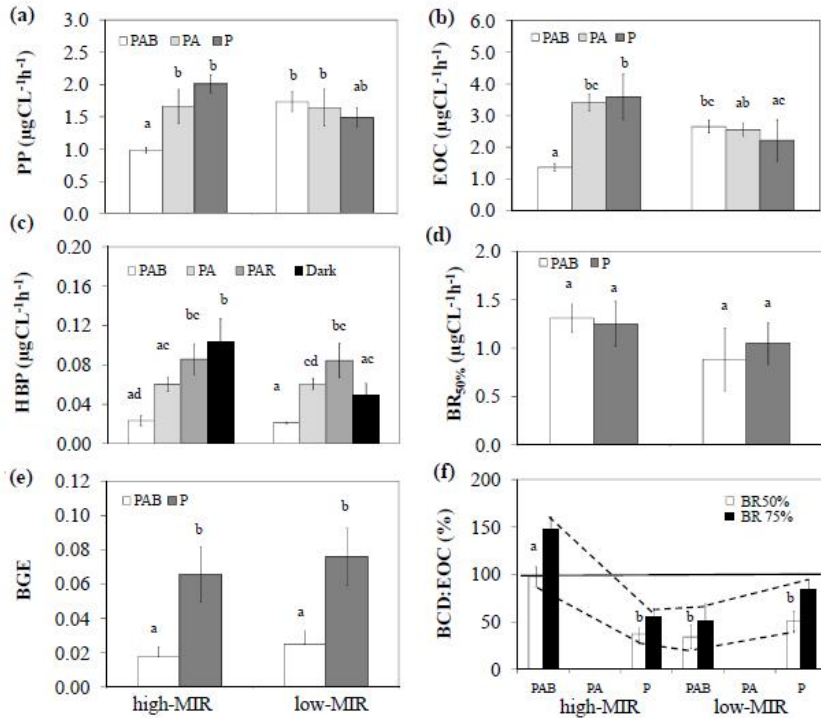 (a)
PP (µgCL⁻¹h⁻¹)
3.0
2.5
2.0
1.5
1.0
0.5
0.0
PAB PA P
a b b b b ab
(b)
EOC (µgCL⁻¹h⁻¹)
6.0
5.0
4.0
3.0
2.0
1.0
0.0
PAB PA P
a bc b bc ab ac
(c)
HBP (µgCL⁻¹h⁻¹)
0.20
0.16
0.12
0.08
0.04
0.00
PAB PA PAR Dark
ad ac bc b a cd bc ac
(d)
BR50% (µgCL⁻¹h⁻¹)
2.0
1.5
1.0
0.5
0.0
PAB P
a a a a
(e)
BGE
0.12
0.10
0.08
0.06
0.04
0.02
0.00
PAB P
a b a b
high-MIR low-MIR
(f)
BCD:EOC (%)
200
150
100
50
0
BR50%
BR 75%
a b b b
PAB PA P PAB PA P
high-MIR low-MIR